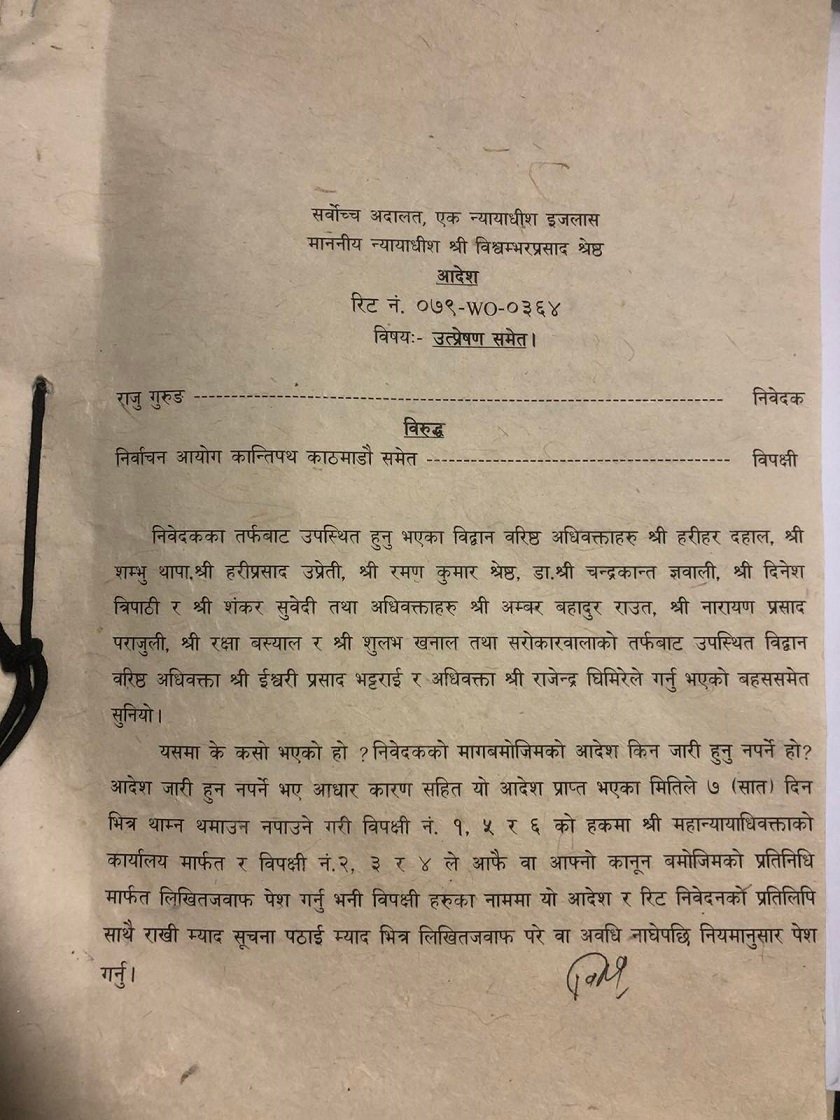 सर्वोच्च अदालत, एक न्यायाधीश इजलास
माननीय न्यायाधीश श्री विश्वम्भरप्रसाद श्रेष्ठ
आदेश
रिट नं. ०७९-WO-०३६४
विषयः- उत्प्रेषण समेत।
राजु गुरुङ ------------------------------------------------------------ निवेदक
विरुद्ध
निर्वाचन आयोग कान्तिपथ काठमाडौ समेत ---------------------------------- विपक्षी
निवेदकका तर्फबाट उपस्थित हुनु भएका विद्वान वरिष्ठ अधिवक्ताहरु श्री हरीहर दहाल, श्री
शम्भु थापा,श्री हरीप्रसाद उप्रेती, श्री रमण कुमार श्रेष्ठ, डा.श्री चन्द्रकान्त ज्ञवाली, श्री दिनेश
त्रिपाठी र श्री शंकर सुवेदी तथा अधिवक्ताहरु श्री अम्बर बहादुर राउत, श्री नारायण प्रसाद
पराजुली, श्री रक्षा बस्याल र श्री शुलभ खनाल तथा सरोकारवालाको तर्फबाट उपस्थित विद्वान
वरिष्ठ अधिवक्ता श्री ईश्वरी प्रसाद भट्टराई र अधिवक्ता श्री राजेन्द्र घिमिरेले गर्नु भएको बहससमेत
सुनियो।
यसमा के कसो भएको हो ? निवेदकको मागबमोजिमको आदेश किन जारी हुनु नपर्ने हो?
आदेश जारी हुन नपर्ने भए आधार कारण सहित यो आदेश प्राप्त भएका मितिले ७ (सात) दिन
भित्र थाम्न थमाउन नपाउने गरी विपक्षी नं. १, ५ र ६ को हकमा श्री महान्यायाधिवक्ताको
कार्यालय मार्फत र विपक्षी नं.२, ३ र ४ ले आफै वा आफ्नो कानून बमोजिमको प्रतिनिधि
मार्फत लिखितजवाफ पेश गर्नु भनी विपक्षी हरुका नाममा यो आदेश र रिट निवेदनको प्रतिलिपि
साथै राखी म्याद सूचना पठाई म्याद भित्र लिखितजवाफ परे वा अवधि नाघेपछि नियमानुसार पेश
गर्नु।